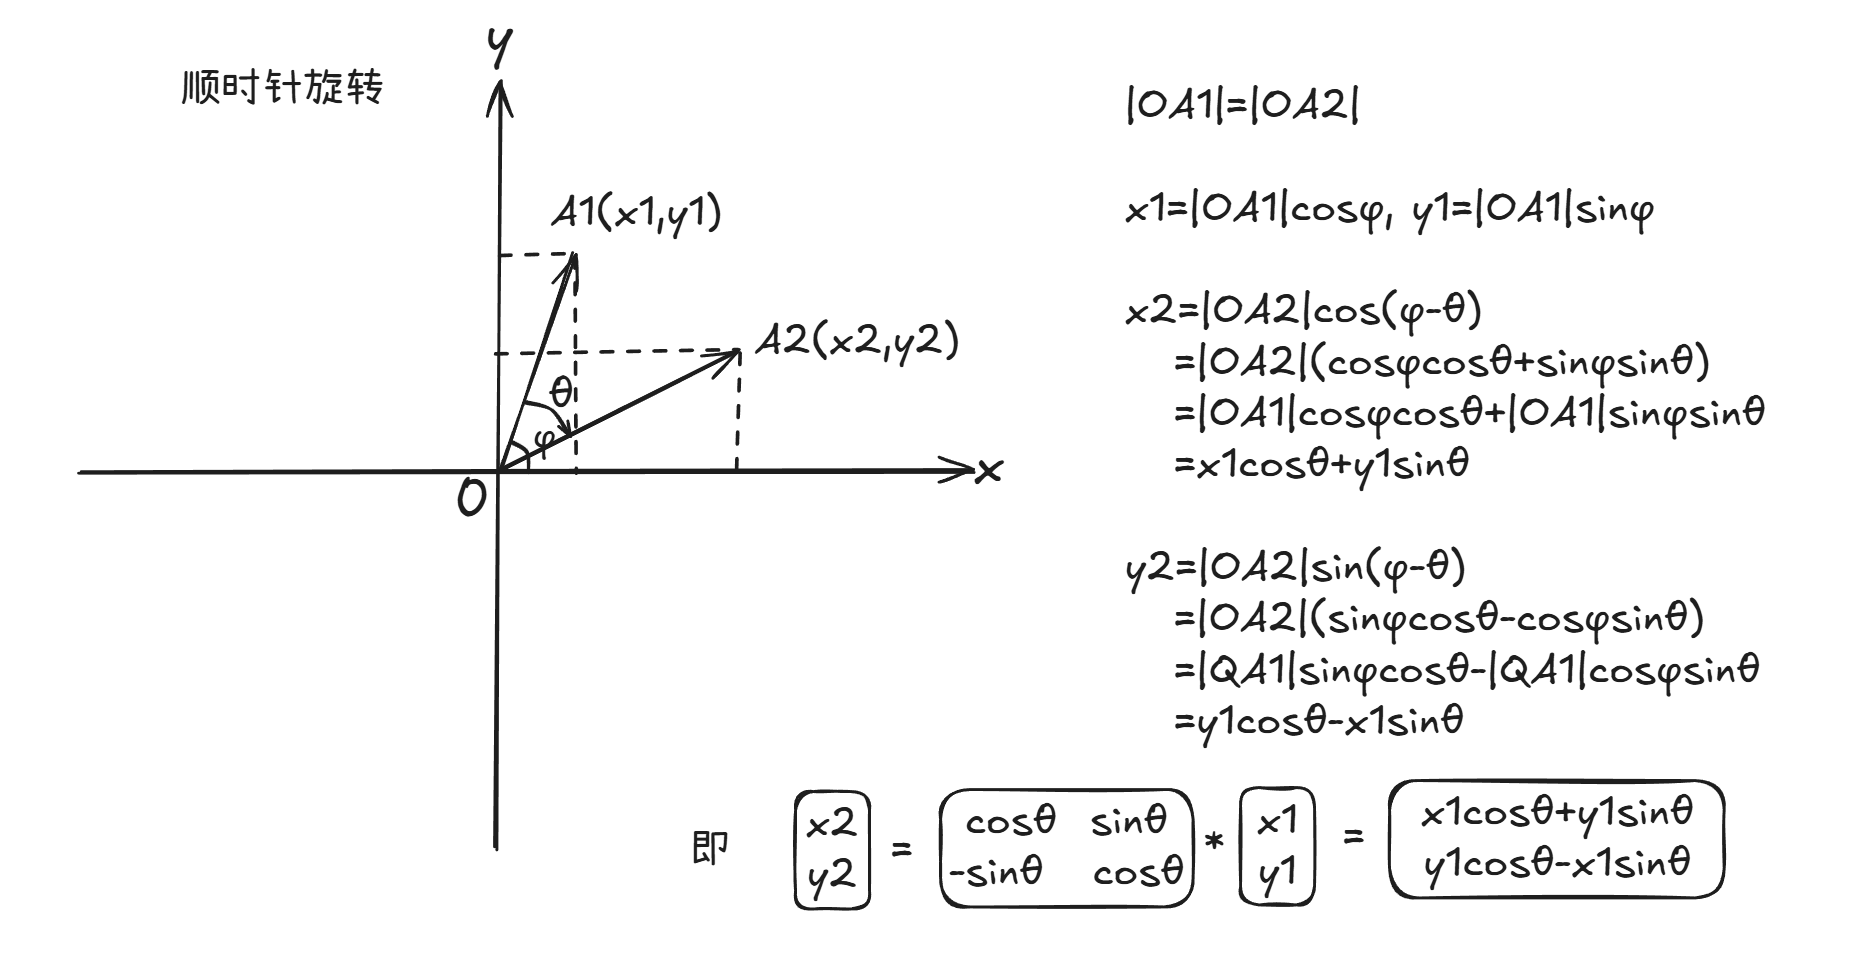 顺时针旋转
y
A1(x1,y1)
A2(x2,y2)
θ
φ
x
O
|OA1|=|OA2|
x1=|OA1|cosφ, y1=|OA1|sinφ
x2=|OA2|cos(φ-θ)
=|OA2|(cosφcosθ+sinφsinθ)
=|OA1|cosφcosθ+|OA1|sinφsinθ
=x1cosθ+y1sinθ
y2=|OA2|sin(φ-θ)
=|OA2|(sinφcosθ-cosφsinθ)
=|QA1|sinφcosθ-|QA1|cosφsinθ
=y1cosθ-x1sinθ
x2 cosθ sinθ x1 x1cosθ+y1sinθ
即 = * =
y2 -sinθ cosθ y1 y1cosθ-x1sinθ